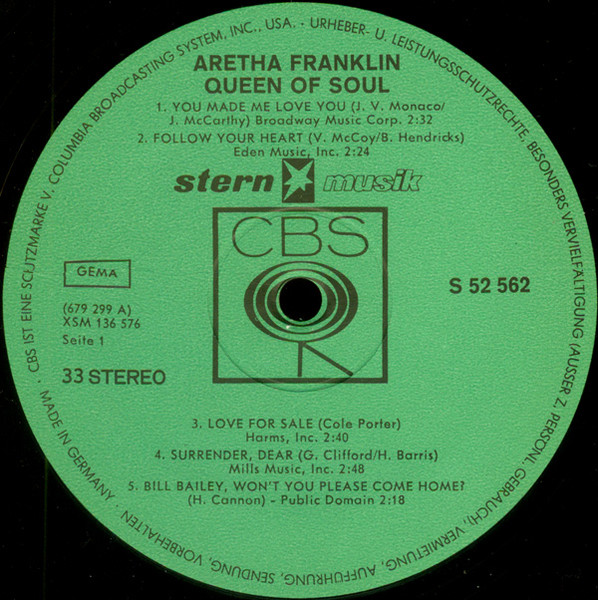 · CBS IST EINE SCHUTZMARKE V. COLUMBIA BROADCASTING SYSTEM, INC., USA. · URHEBER- U. LEISTUNGSSCHUTZRECHTE, BESONDERS VERVIELFÄLTIGUNG (AUSSER Z. PERSÖNL. GEBRAUCH), VERMIETUNG, AUFFÜHRUNG, SENDUNG, VORBEHALTEN · MADE IN GERMANY
ARETHA FRANKLIN
QUEEN OF SOUL
1. YOU MADE ME LOVE YOU (J. V. Monaco/
J. McCarthy) Broadway Music Corp. 2:32
2. FOLLOW YOUR HEART (V. McCoy/B. Hendricks)
Eden Music, Inc. 2:24
stern musik
CBS
GEMA
S 52 562
(679 299 A)
XSM 136 576
Seite 1
33 STEREO
3. LOVE FOR SALE (Cole Porter)
Harms, Inc. 2:40
4. SURRENDER, DEAR (G. Clifford/H. Barris)
Mills Music, Inc. 2:48
5. BILL BAILEY, WON'T YOU PLEASE COME HOME?
(H. Cannon) - Public Domain 2:18